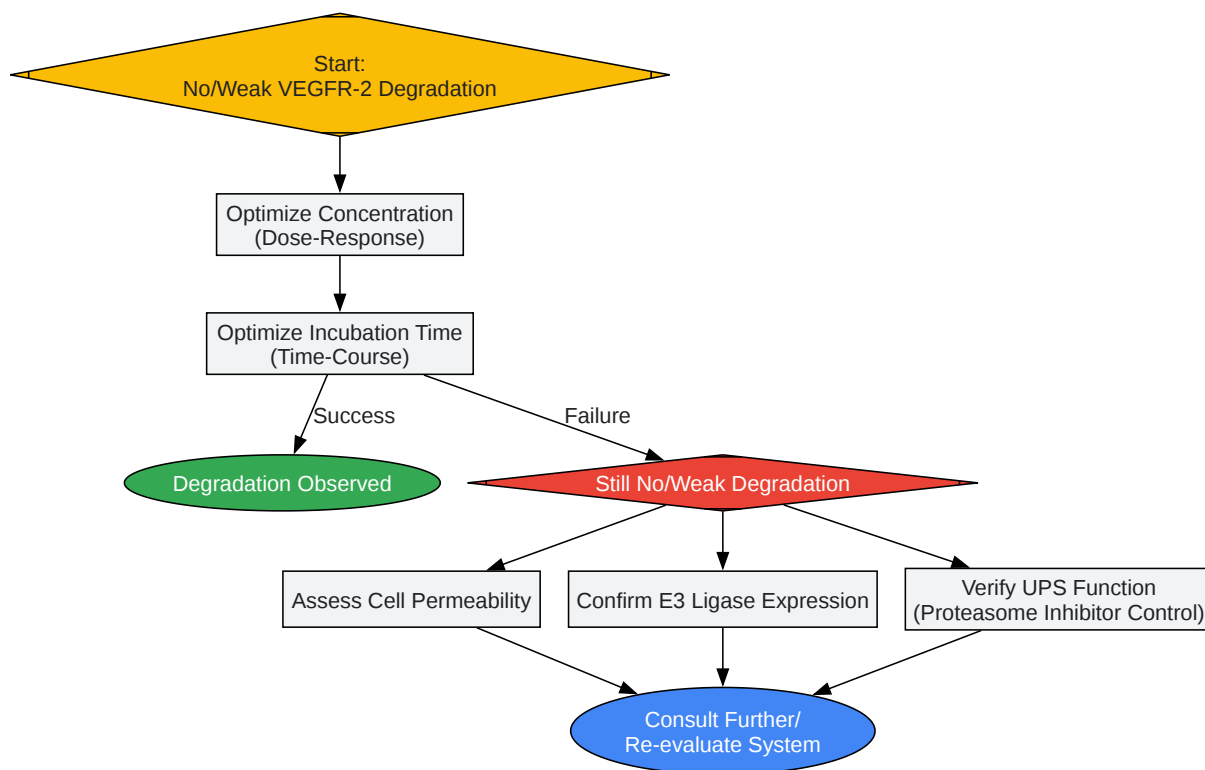 Start:
No/Weak VEGFR-2 Degradation
Optimize Concentration
(Dose-Response)
Optimize Incubation Time
(Time-Course)
Success
Failure
Degradation Observed
Still No/Weak Degradation
Assess Cell Permeability
Confirm E3 Ligase Expression
Verify UPS Function
(Proteasome Inhibitor Control)
Consult Further/
Re-evaluate System